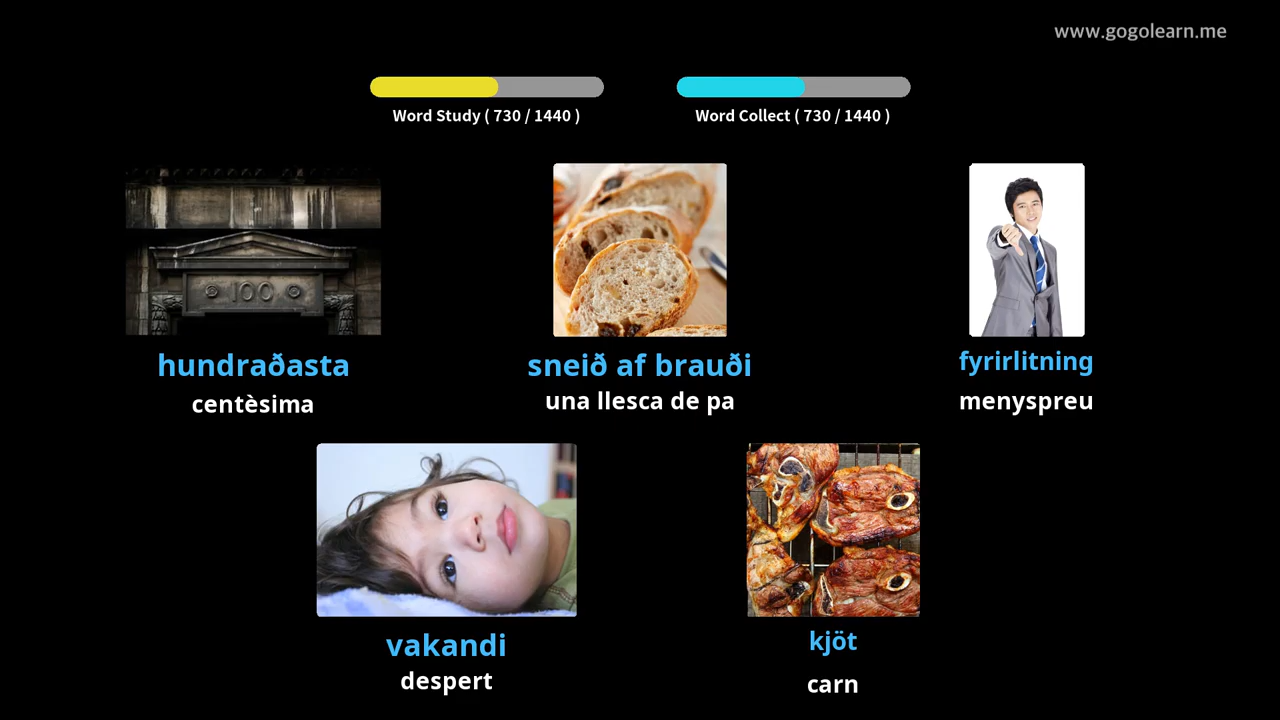 www.gogolearn.me
Word Study ( 730 / 1440 )
Word Collect ( 730 / 1440 )
100
hundraðasta
centèsima
sneið af brauði
una llesca de pa
fyrirlitning
menyspreu
vakandi
despert
kjöt
carn